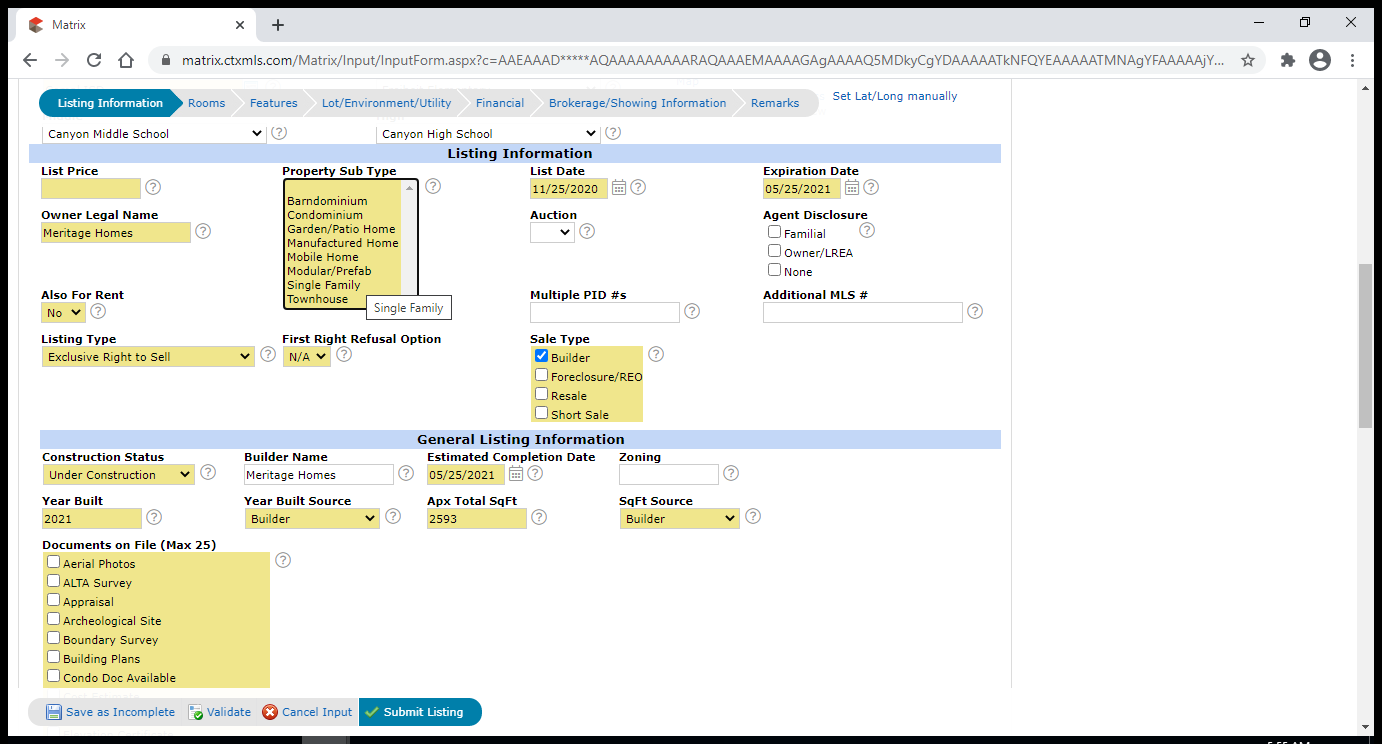 Matrix
matrix.ctxmls.com/Matrix/Input/InputForm.aspx?c=AAEAAAD*****AQAAAAAAAAARAQAAAEMAAAAGAgAAAAQ5MDkyCgYDAAAAATkNFQYEAAAAATMNAgYFAAAAAjY...
Listing Information Rooms Features Lot/Environment/Utility Financial Brokerage/Showing Information Remarks Set Lat/Long manually
Canyon Middle School Canyon High School
Listing Information
List Price Property Sub Type List Date Expiration Date
11/25/2020 05/25/2021
Barndominium
Condominium
Garden/Patio Home
Manufactured Home
Mobile Home
Modular/Prefab
Single Family
Townhouse
Single Family
Owner Legal Name Auction Agent Disclosure
Meritage Homes
Familial
Owner/LREA
None
Also For Rent Multiple PID #s Additional MLS #
No
Listing Type First Right Refusal Option Sale Type
Exclusive Right to Sell N/A
Builder
Foreclosure/REO
Resale
Short Sale
General Listing Information
Construction Status Builder Name Estimated Completion Date Zoning
Under Construction Meritage Homes 05/25/2021
Year Built Year Built Source Apx Total SqFt SqFt Source
2021 Builder 2593 Builder
Documents on File (Max 25)
Aerial Photos
ALTA Survey
Appraisal
Archeological Site
Boundary Survey
Building Plans
Condo Doc Available
Save as Incomplete Validate Cancel Input Submit Listing